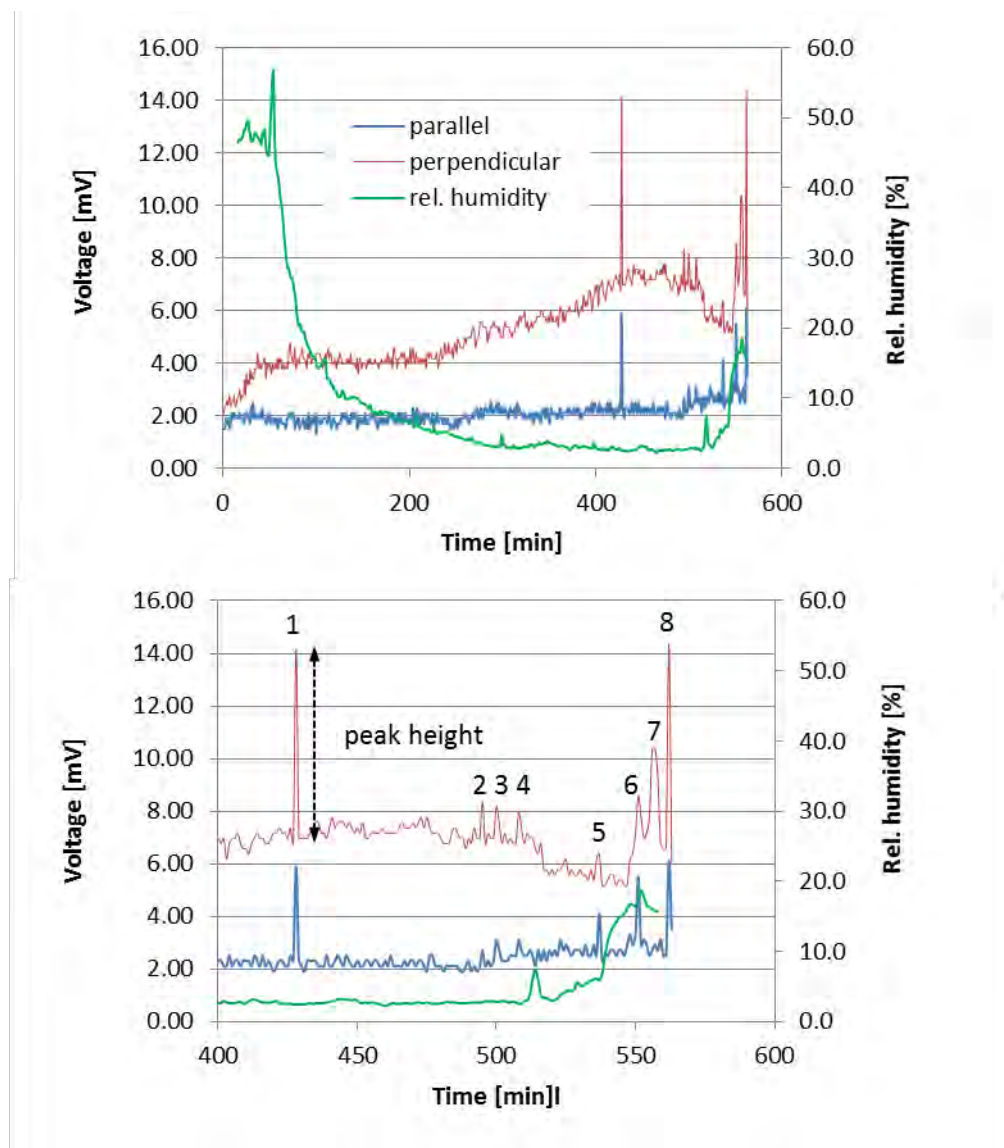 16.00
14.00
12.00
10.00
8.00
6.00
4.00
2.00
0.00
Voltage [mV]
60.0
50.0
40.0
30.0
20.0
10.0
0.0
Rel. humidity [%]
parallel
perpendicular
rel. humidity
0 200 400 600
Time [min]
16.00
14.00
12.00
10.00
8.00
6.00
4.00
2.00
0.00
Voltage [mV]
60.0
50.0
40.0
30.0
20.0
10.0
0.0
Rel. humidity [%]
1 8
peak height 7
2 3 4 6
5
400 450 500 550 600
Time [min]l